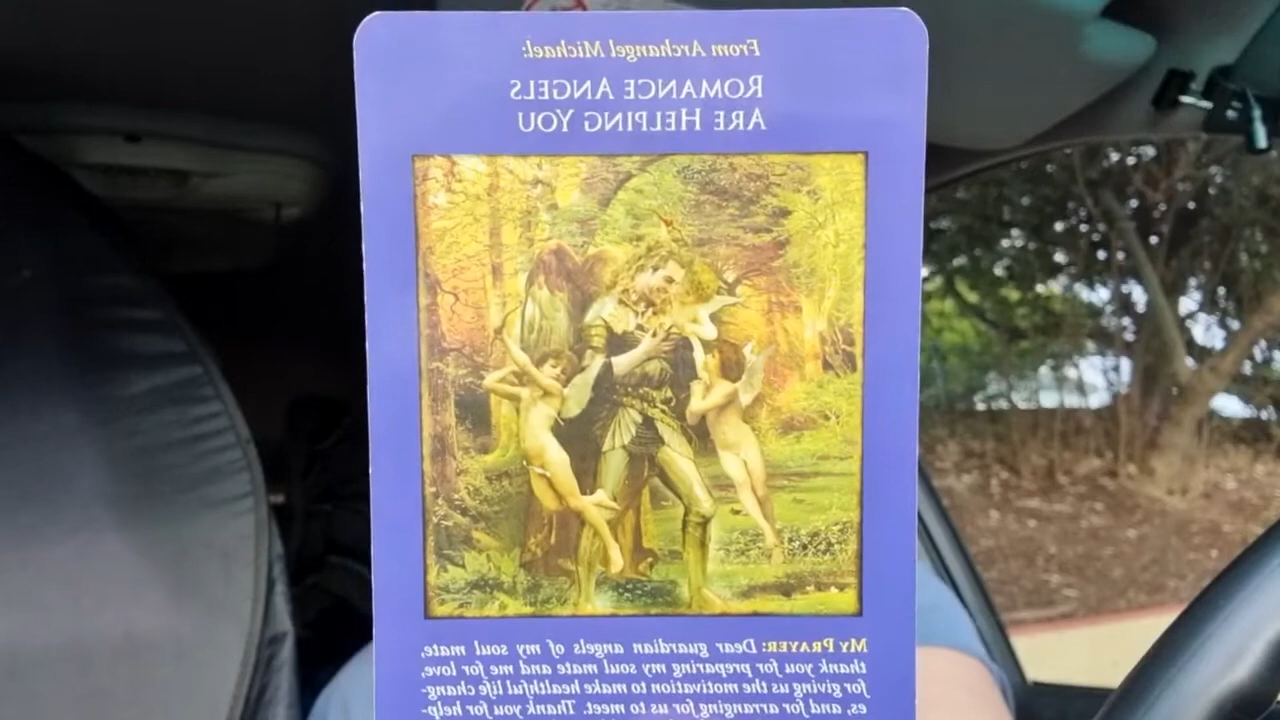 From Archangel Michael:
ROMANCE ANGELS
ARE HELPING YOU
MY PRAYER: Dear guardian angels of my soul mate,
thank you for preparing my soul mate and me for love,
for giving us the motivation to make healthful life chang-
es, and for arranging for us to meet. Thank you for help-